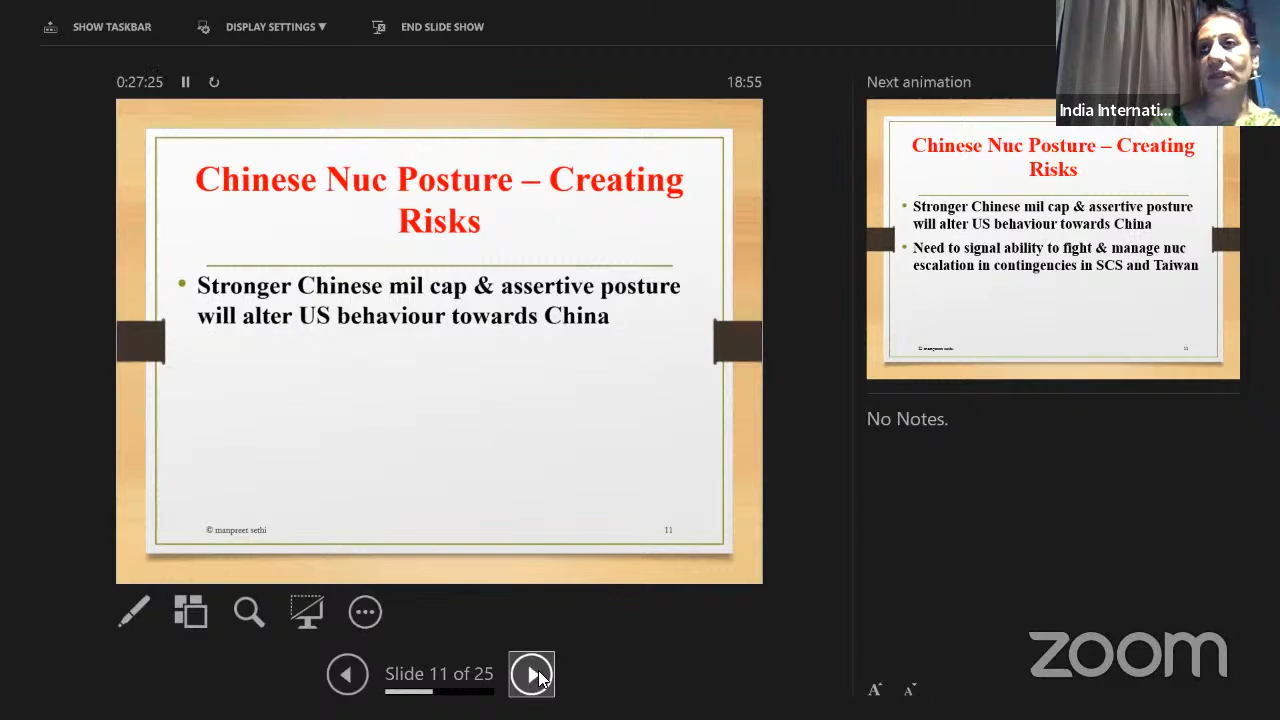 SHOW TASKBAR
DISPLAY SETTINGS ▼
END SLIDE SHOW
0:27:25
18:55
Chinese Nuc Posture – Creating
Risks
• Stronger Chinese mil cap & assertive posture
will alter US behaviour towards China
© manpreet sethi
11
Slide 11 of 25
Next animation
India Internati...
Chinese Nuc Posture – Creating
Risks
• Stronger Chinese mil cap & assertive posture
will alter US behaviour towards China
• Need to signal ability to fight & manage nuc
escalation in contingencies in SCS and Taiwan
© manpreet sethi
11
No Notes.
A A
zoom